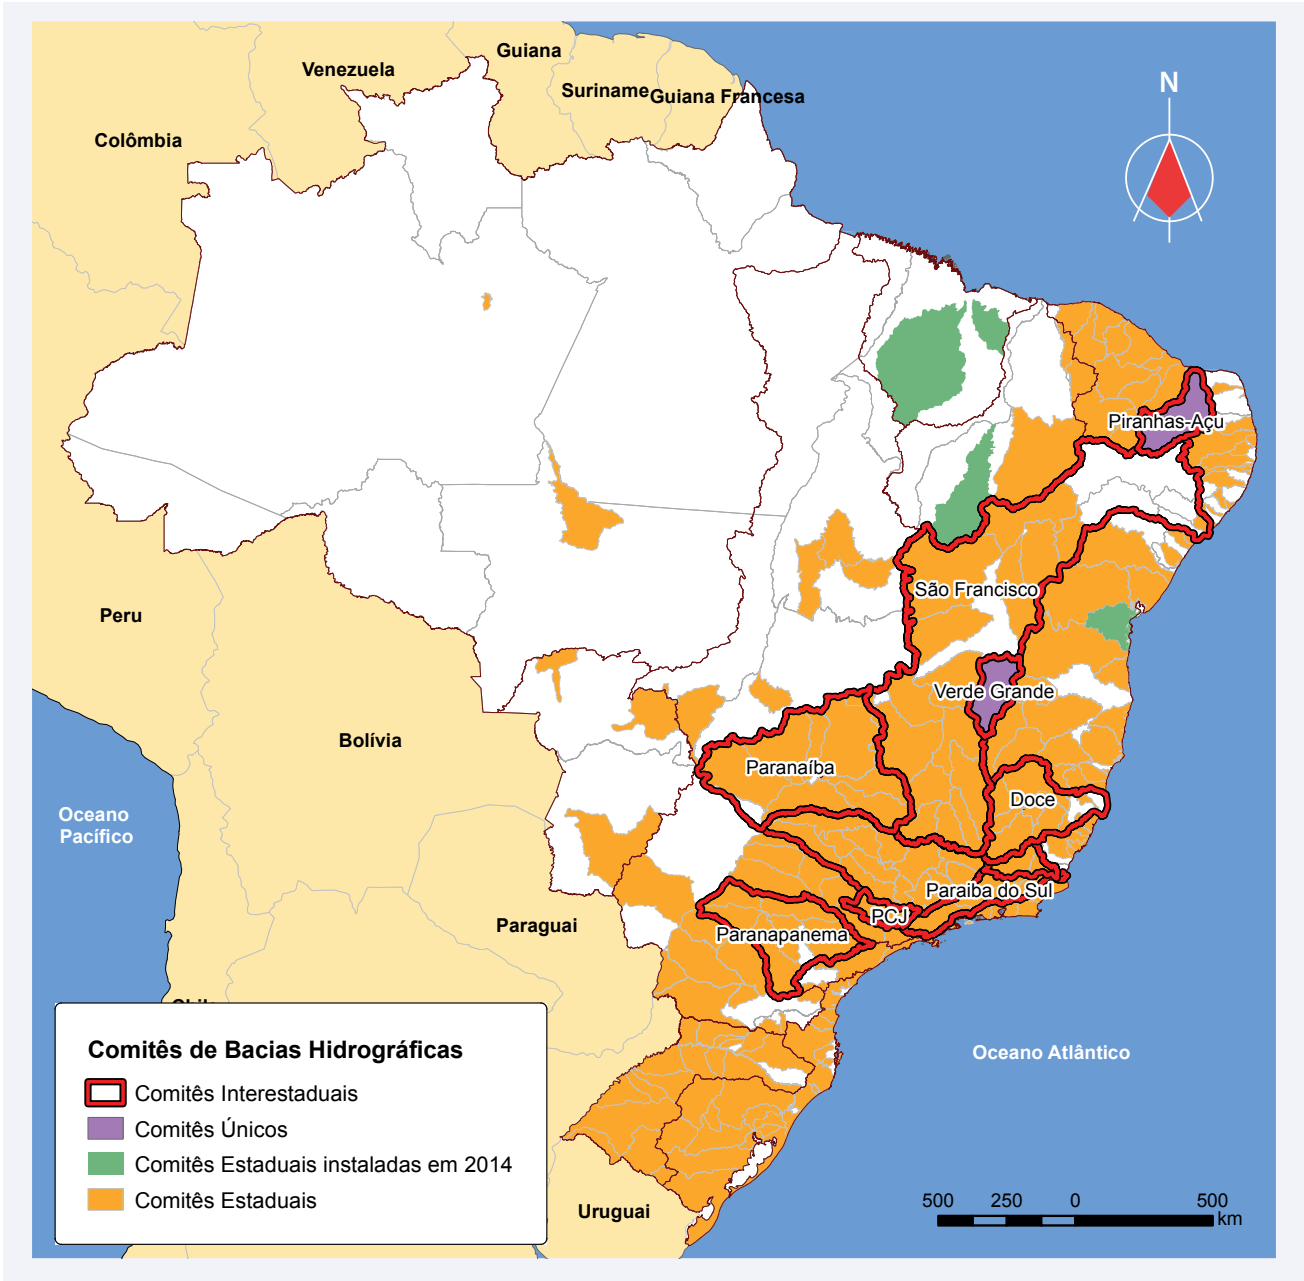 Guiana
Venezuela
Suriname
Guiana Francesa
N
Colômbia
Piranhas-Açu
São Francisco
Peru
Verde Grande
Bolívia
Paranaíba
Doce
Oceano
Pacífico
Paraiba do Sul
PCJ
Paraguai
Paranapanema
Oceano Atlântico
Comitês de Bacias Hidrográficas
Comitês Interestaduais
Comitês Únicos
Comitês Estaduais instaladas em 2014
Comitês Estaduais
Uruguai
500 250 0 500
km